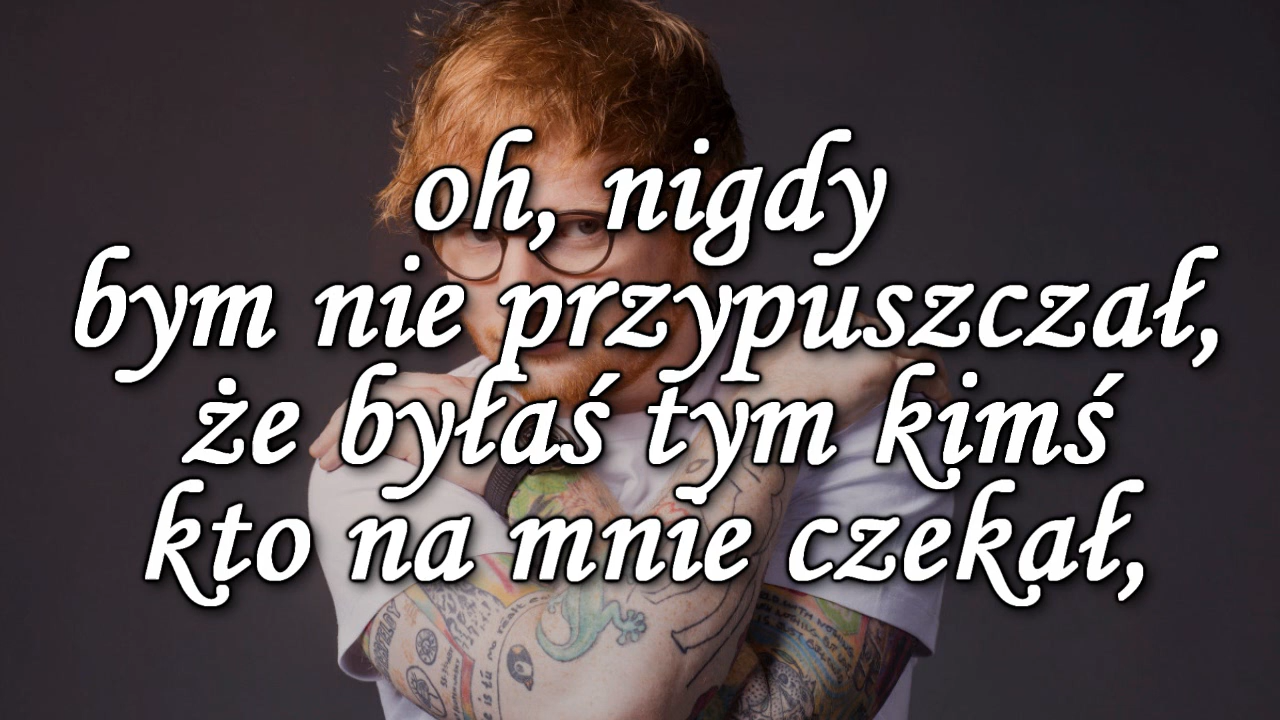 oh, nigdy
bym nie przypuszczał,
że byłaś tym kimś
kto na mnie czekał,